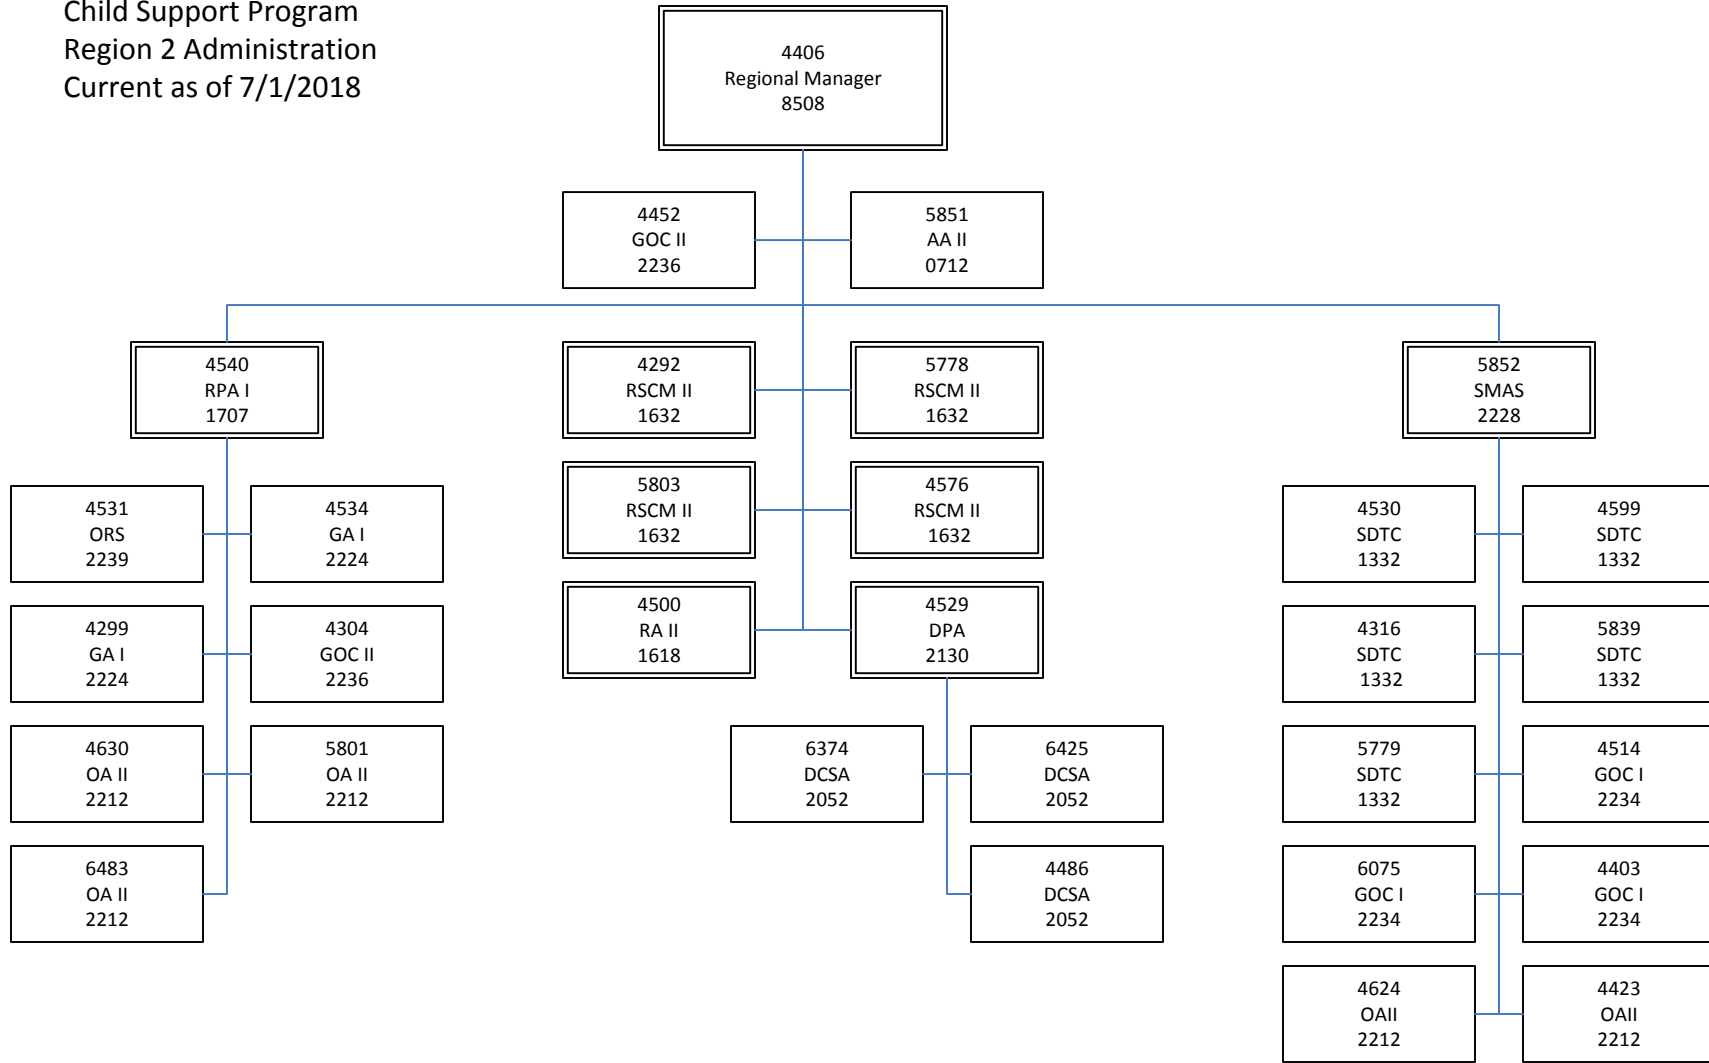 Child Support Program
Region 2 Administration
Current as of 7/1/2018
4406
Regional Manager
8508
4452
GOC II
2236
5851
AA II
0712
4540
RPA I
1707
4292
RSCM II
1632
5778
RSCM II
1632
5852
SMAS
2228
5803
RSCM II
1632
4576
RSCM II
1632
4500
RA II
1618
4529
DPA
2130
4531
ORS
2239
4534
GA I
2224
4299
GA I
2224
4304
GOC II
2236
4630
OA II
2212
5801
OA II
2212
6483
OA II
2212
6374
DCSA
2052
6425
DCSA
2052
4486
DCSA
2052
4530
SDTC
1332
4599
SDTC
1332
4316
SDTC
1332
5839
SDTC
1332
5779
SDTC
1332
4514
GOC I
2234
6075
GOC I
2234
4403
GOC I
2234
4624
OAII
2212
4423
OAII
2212